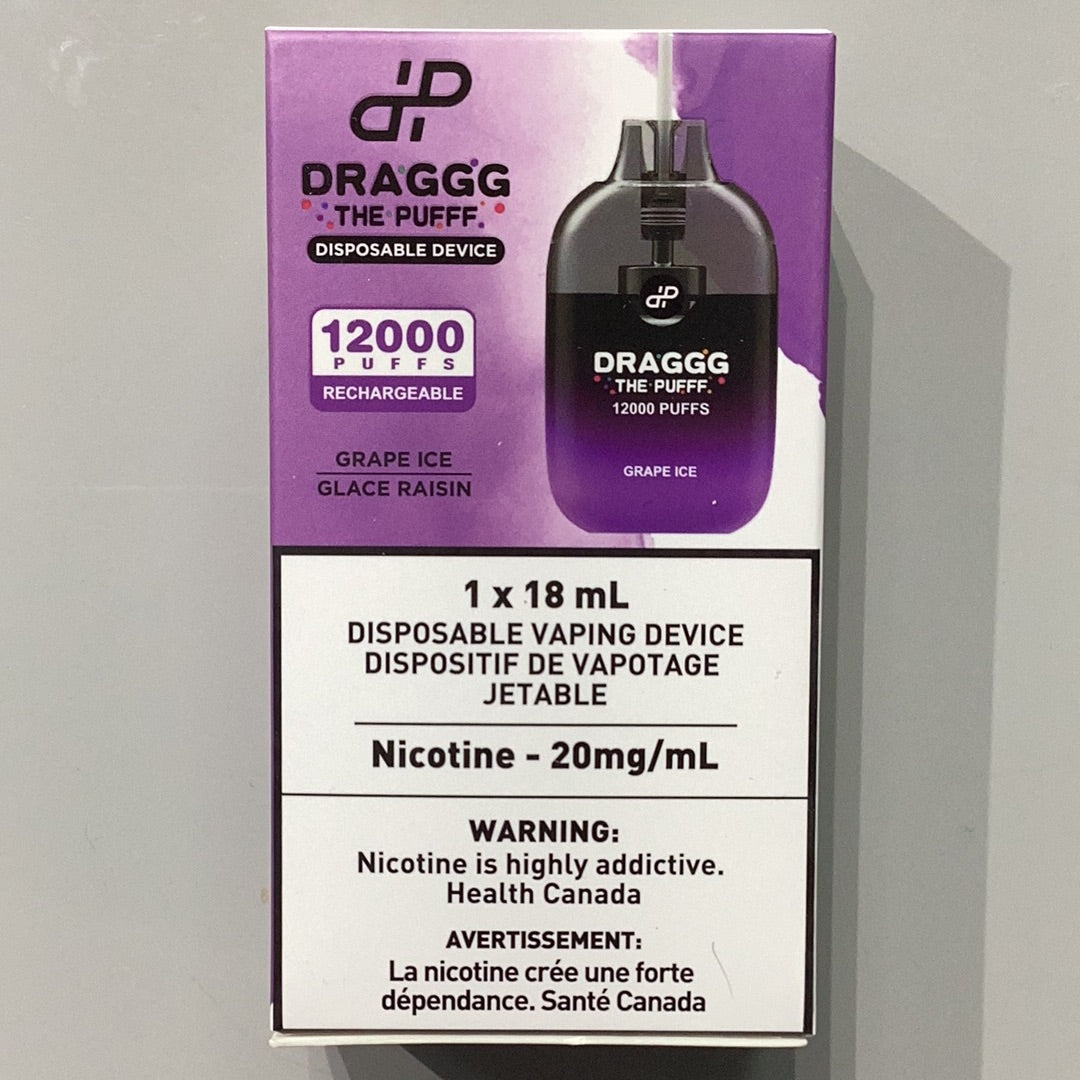 dP
DRAGGG
THE PUFFF
DISPOSABLE DEVICE
12000
PUFFS
RECHARGEABLE
GRAPE ICE
GLACE RAISIN
dP
DRAGGG
THE PUFFF
12000 PUFFS
GRAPE ICE
1 x 18 mL
DISPOSABLE VAPING DEVICE
DISPOSITIF DE VAPOTAGE
JETABLE
Nicotine - 20mg/mL
WARNING:
Nicotine is highly addictive.
Health Canada
AVERTISSEMENT:
La nicotine crée une forte
dépendance. Santé Canada